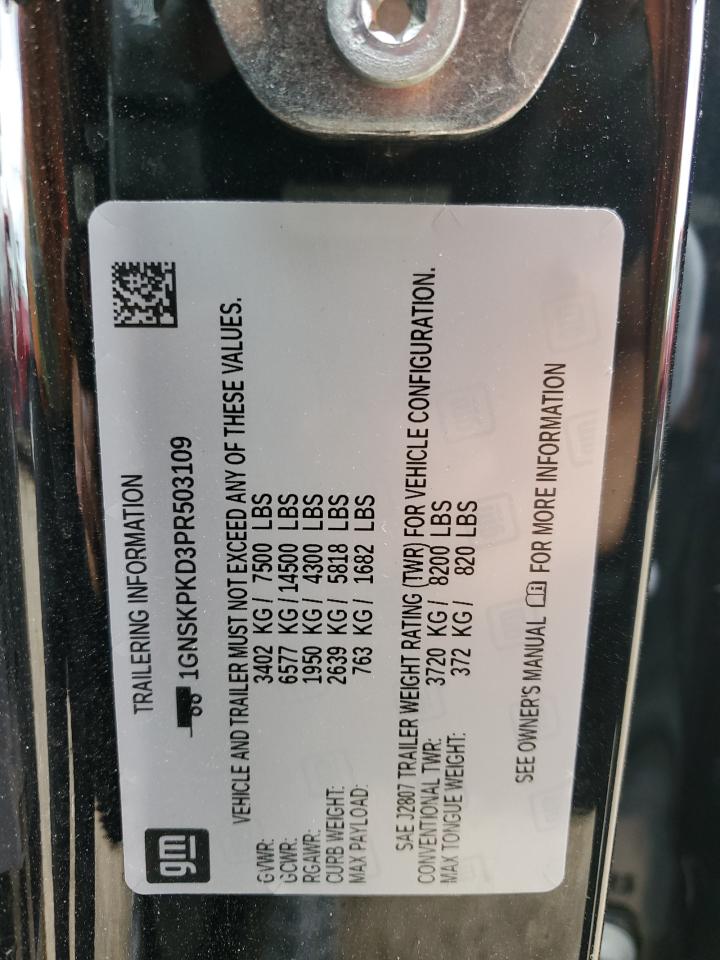 gm
TRAILERING INFORMATION
1GNSKPKD3PR503109
VEHICLE AND TRAILER MUST NOT EXCEED ANY OF THESE VALUES.
GVWR: 3402 KG / 7500 LBS
GCWR: 6577 KG / 14500 LBS
RGAWR: 1950 KG / 4300 LBS
CURB WEIGHT: 2639 KG / 5818 LBS
MAX PAYLOAD: 763 KG / 1682 LBS
SAE J2807 TRAILER WEIGHT RATING (TWR) FOR VEHICLE CONFIGURATION.
CONVENTIONAL TWR: 3720 KG / 8200 LBS
MAX TONGUE WEIGHT: 372 KG / 820 LBS
SEE OWNER'S MANUAL FOR MORE INFORMATION